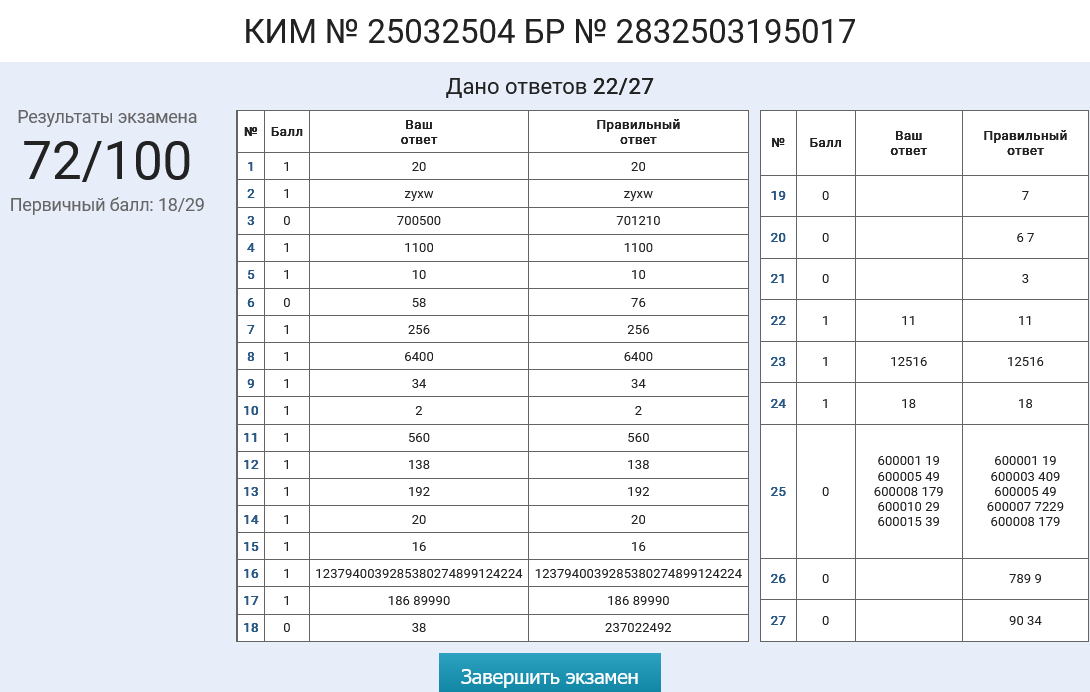 КИМ № 25032504 БР № 2832503195017
Дано ответов 22/27
Результаты экзамена
72/100
Первичный балл: 18/29
№ Балл Ваш ответ Правильный ответ
1 1 20 20
2 1 zyxw zyxw
3 0 700500 701210
4 1 1100 1100
5 1 10 10
6 0 58 76
7 1 256 256
8 1 6400 6400
9 1 34 34
10 1 2 2
11 1 560 560
12 1 138 138
13 1 192 192
14 1 20 20
15 1 16 16
16 1 1237940039285380274899124224 1237940039285380274899124224
17 1 186 89990 186 89990
18 0 38 237022492
№ Балл Ваш ответ Правильный ответ
19 0 7
20 0 6 7
21 0 3
22 1 11 11
23 1 12516 12516
24 1 18 18
25 0
600001 19 600001 19
600005 49 600003 409
600008 179 600005 49
600010 29 600007 7229
600015 39 600008 179
26 0 789 9
27 0 90 34
Завершить экзамен